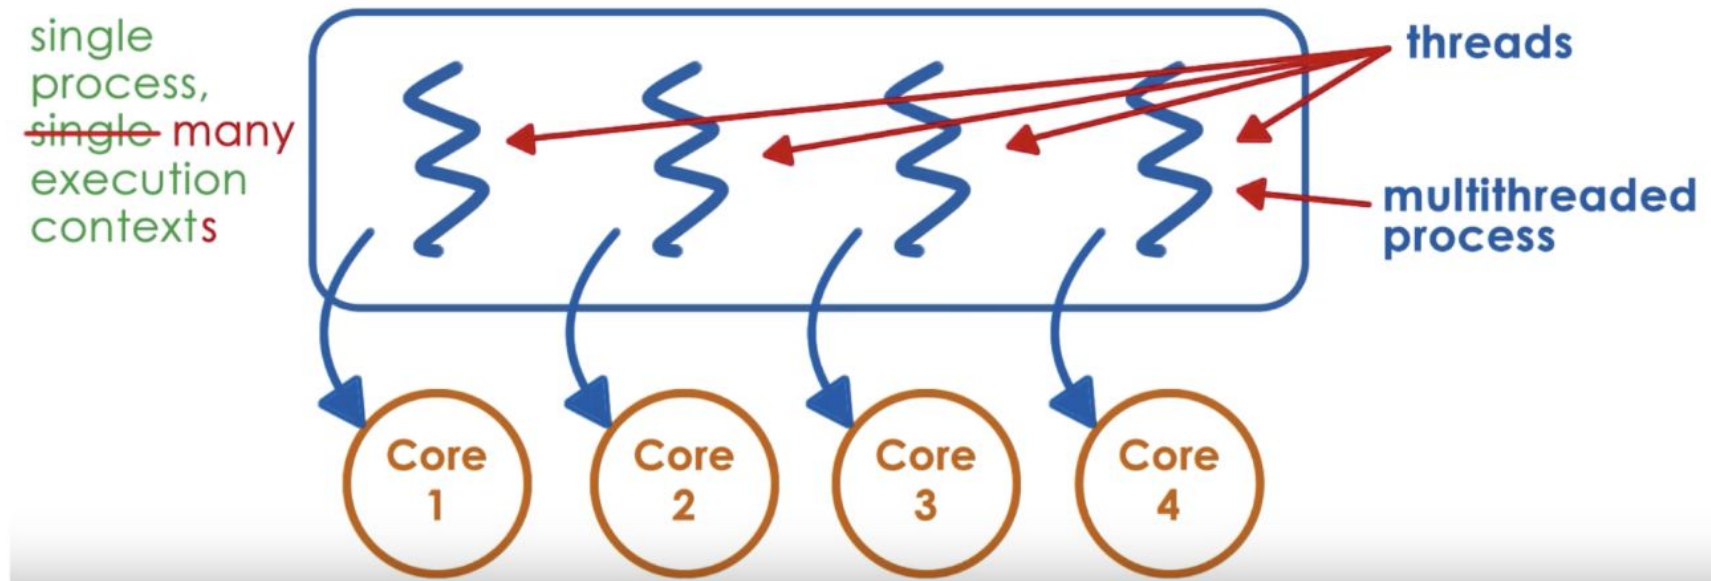 single
process,
single many
execution
contexts
threads
multithreaded
process
Core
1
Core
2
Core
3
Core
4